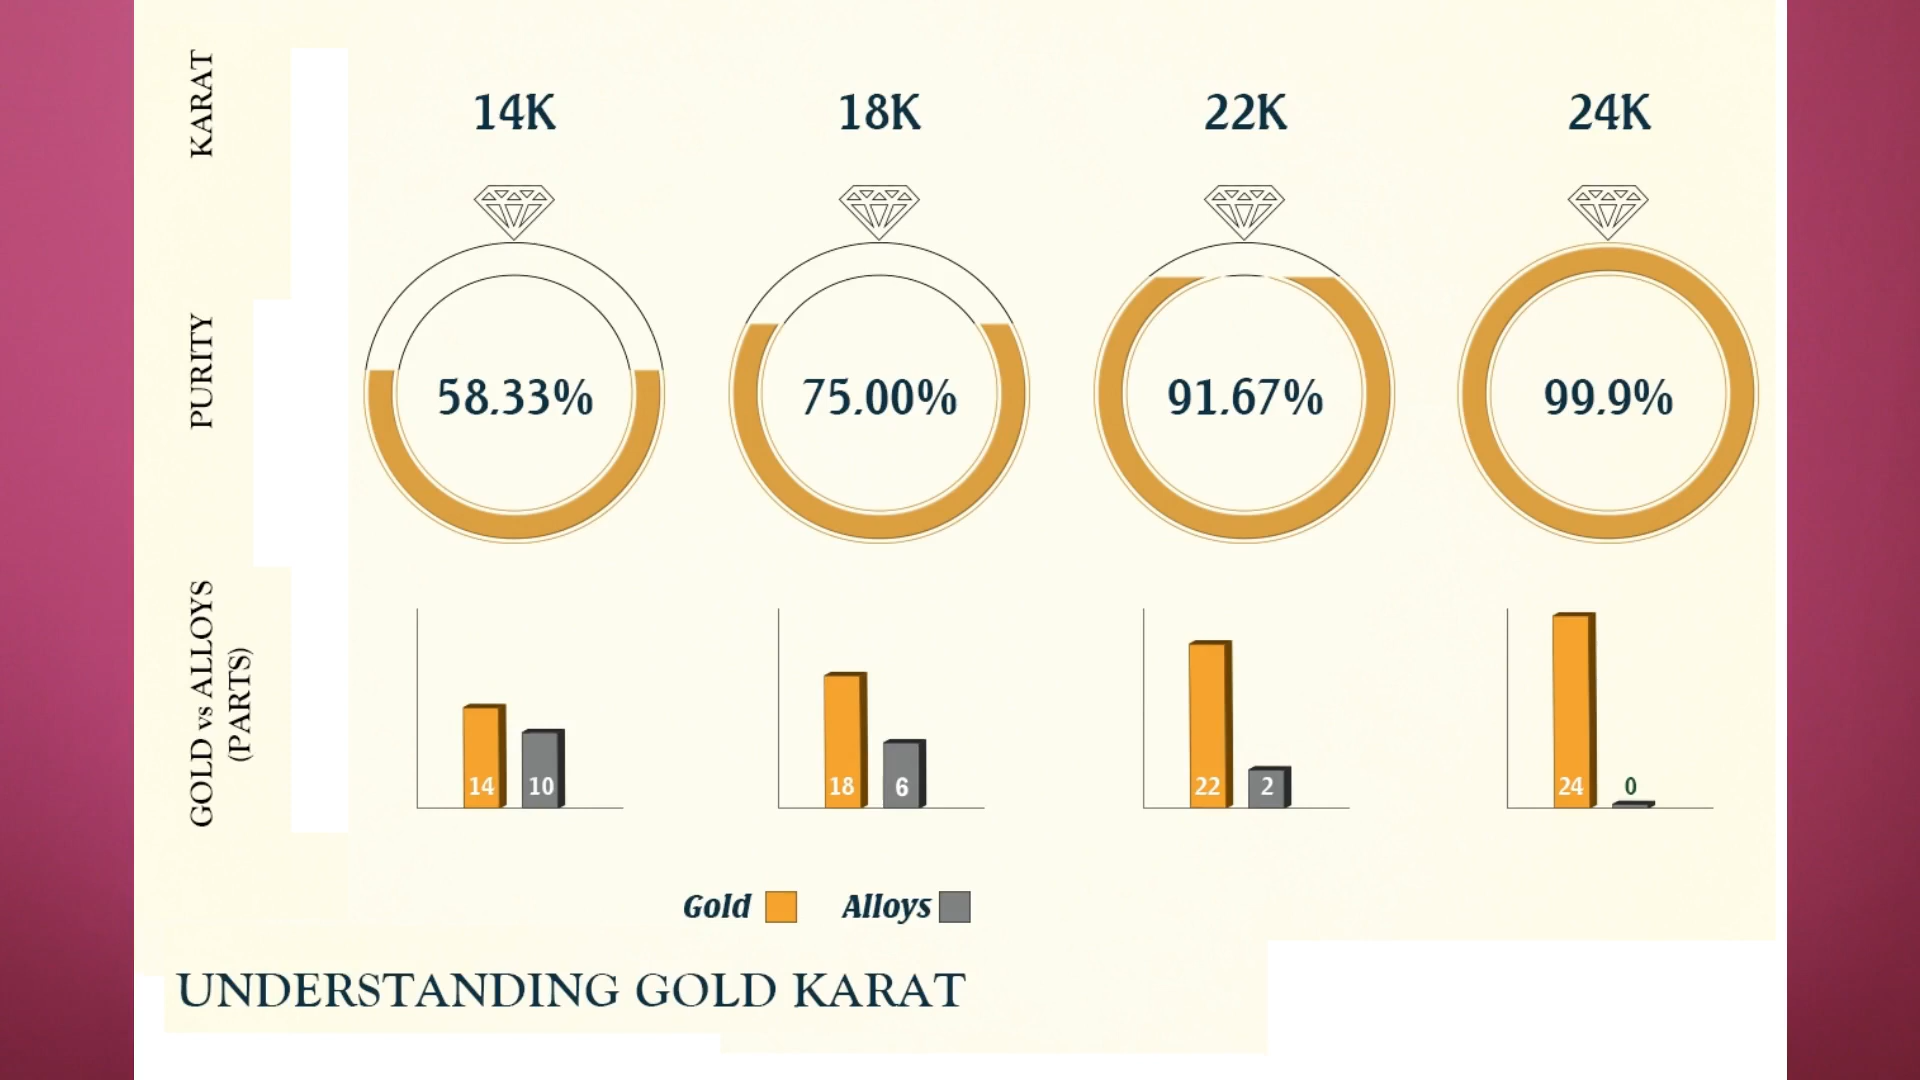 KARAT
14K
18K
22K
24K
PURITY
58.33%
75.00%
91.67%
99.9%
GOLD vs ALLOYS
(PARTS)
14
10
18
6
22
2
24
0
Gold
Alloys
UNDERSTANDING GOLD KARAT